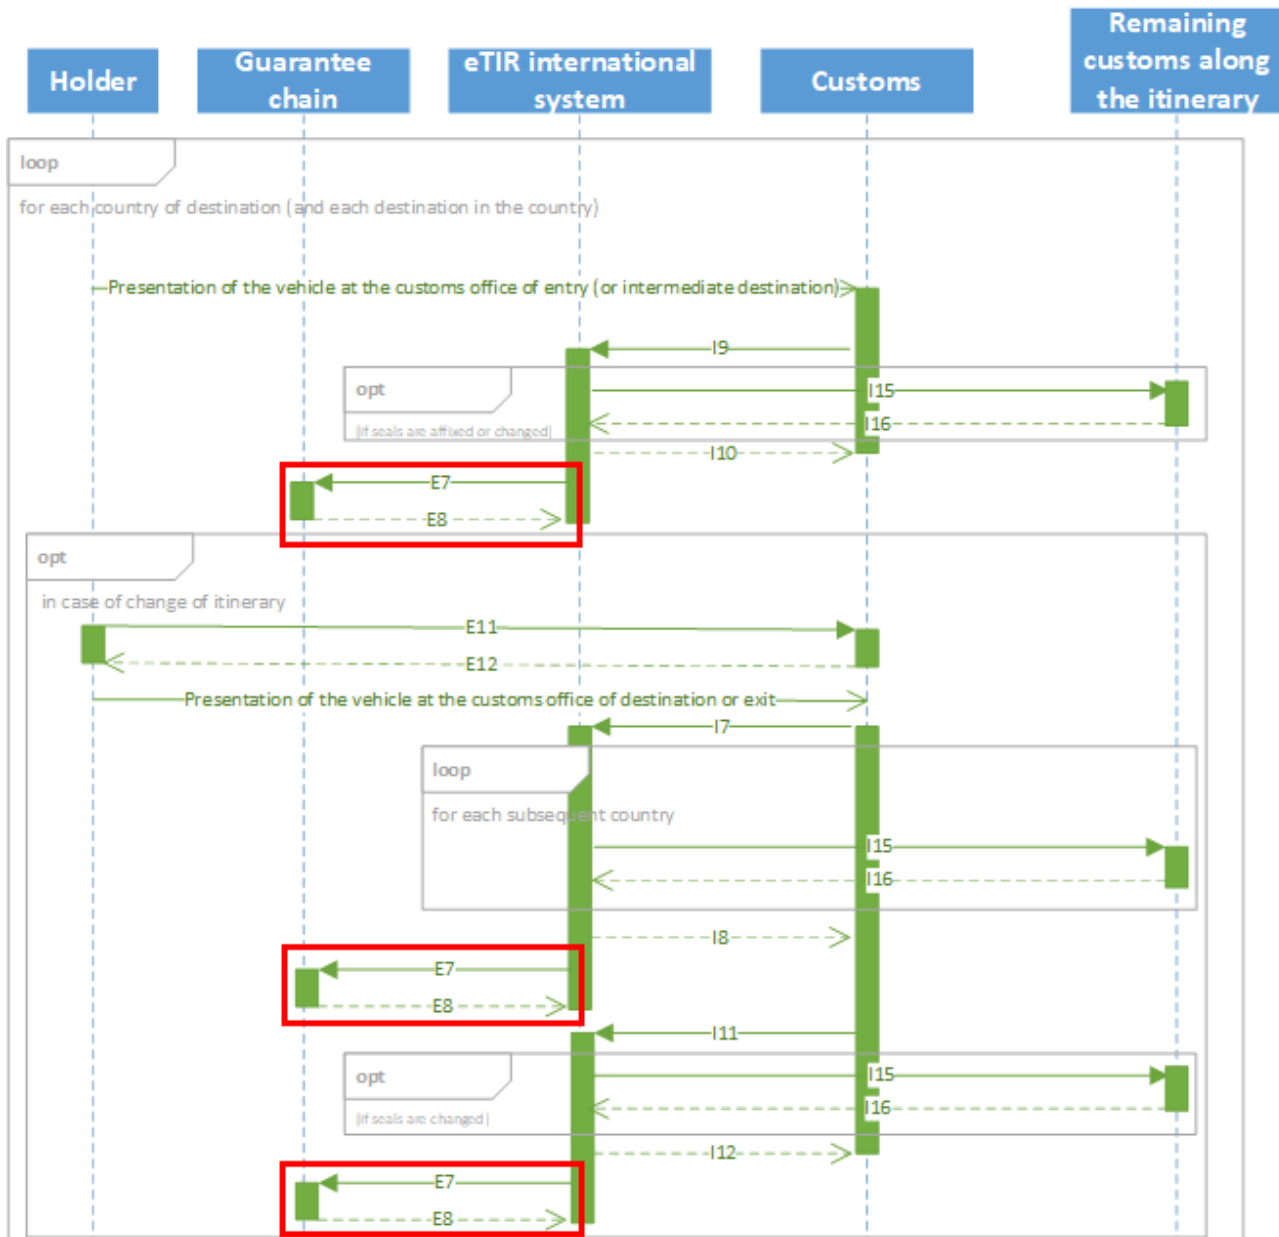 Holder
Guarantee
chain
eTIR international
system
Customs
Remaining
customs along
the itinerary
loop
for each country of destination (and each destination in the country)
Presentation of the vehicle at the customs office of entry (or intermediate destination)
I9
opt
I15
I16
[if seals are affixed or changed]
I10
E7
E8
opt
in case of change of itinerary
E11
E12
Presentation of the vehicle at the customs office of destination or exit
I7
loop
for each subsequent country
I15
I16
I8
E7
E8
I11
opt
I15
I16
[if seals are changed]
I12
E7
E8